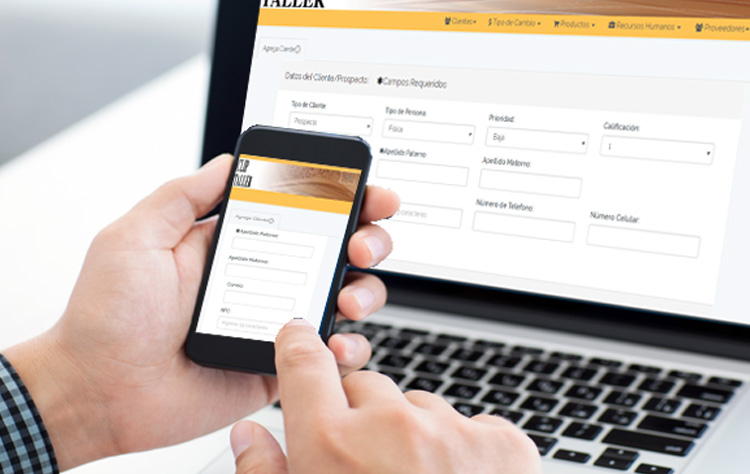 TALLER
Clientes
$ Tipo de Cambio
Productos
Recursos Humanos
Proveedores
Agrega Cliente
Datos del Cliente/Prospecto:
✱Campos Requeridos
Tipo de Cliente
Tipo de Persona:
Prioridad:
Calificación:
Prospecto
Física
Baja
1
✱Apellido Paterno
Apellido Materno:
caracteres
Número de Telefono:
Número Celular:
CLIP
TALLER
Agrega Cliente
✱Apellido Paterno:
Apellido Materno:
Correo:
RFC:
caracteres